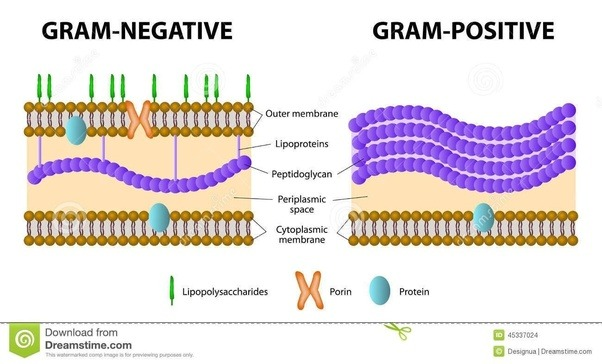 GRAM-NEGATIVE
GRAM-POSITIVE
Outer membrane
Lipoproteins
Peptidoglycan
Periplasmic
space
Cytoplasmic
membrane
Lipopolysaccharides
Porin
Protein
Download from
Dreamstime.com
This watermarked comp image is for previewing purposes only.
45337024
Designua | Dreamstime.com